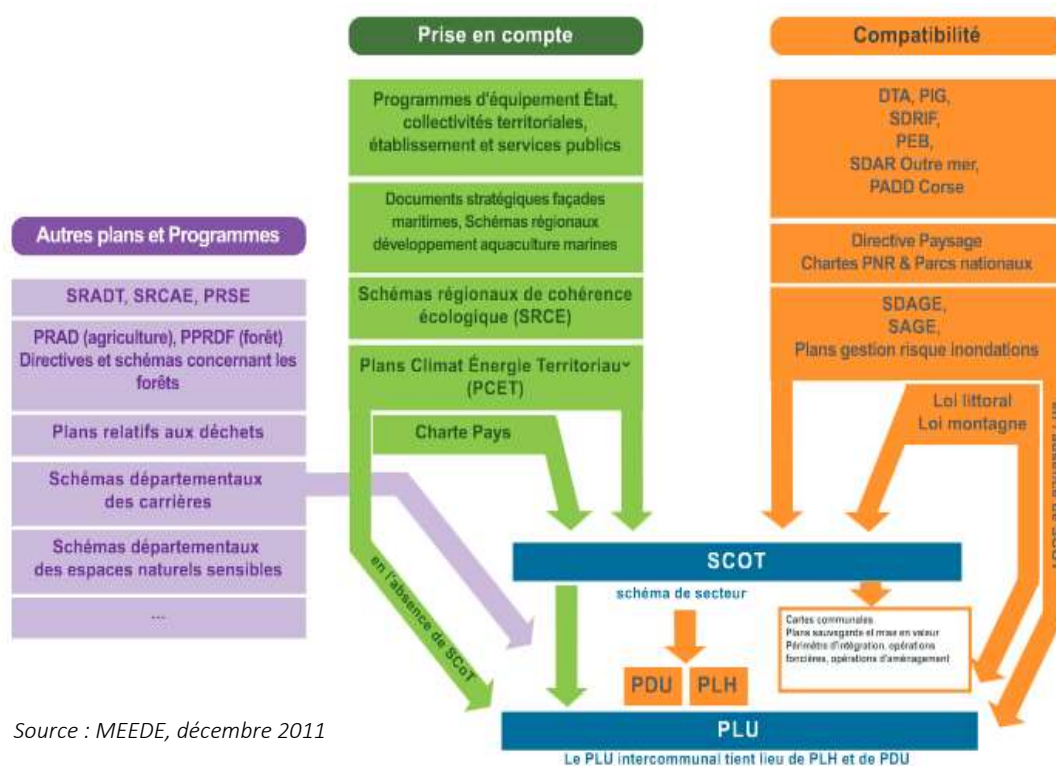 Prise en compte
Programmes d'équipement État,
collectivités territoriales,
établissement et services publics
Documents stratégiques façades
maritimes, Schémas régionaux
développement aquaculture marines
Schémas régionaux de cohérence
écologique (SRCE)
Plans Climat Énergie Territoriau
(PCET)
Charte Pays
Compatibilité
DTA, PIG,
SDRIF,
PEB,
SDAR Outre mer,
PADD Corse
Directive Paysage
Chartes PNR & Parcs nationaux
SDAGE,
SAGE,
Plans gestion risque inondations
Loi littoral
Loi montagne
Autres plans et Programmes
SRADT, SRCAE, PRSE
PRAD (agriculture), PPRDF (forêt)
Directives et schémas concernant les
forêts
Plans relatifs aux déchets
Schémas départementaux
des carrières
Schémas départementaux
des espaces naturels sensibles
...
en l'absence de SCoT
SCOT
schéma de secteur
Cartes communales
Plans sauvegarde et mise en valeur
Périmètre d'intégration, opérations
foncières, opérations d'aménagement
PDU
PLH
PLU
Le PLU intercommunal tient lieu de PLH et de PDU
Source : MEEDE, décembre 2011